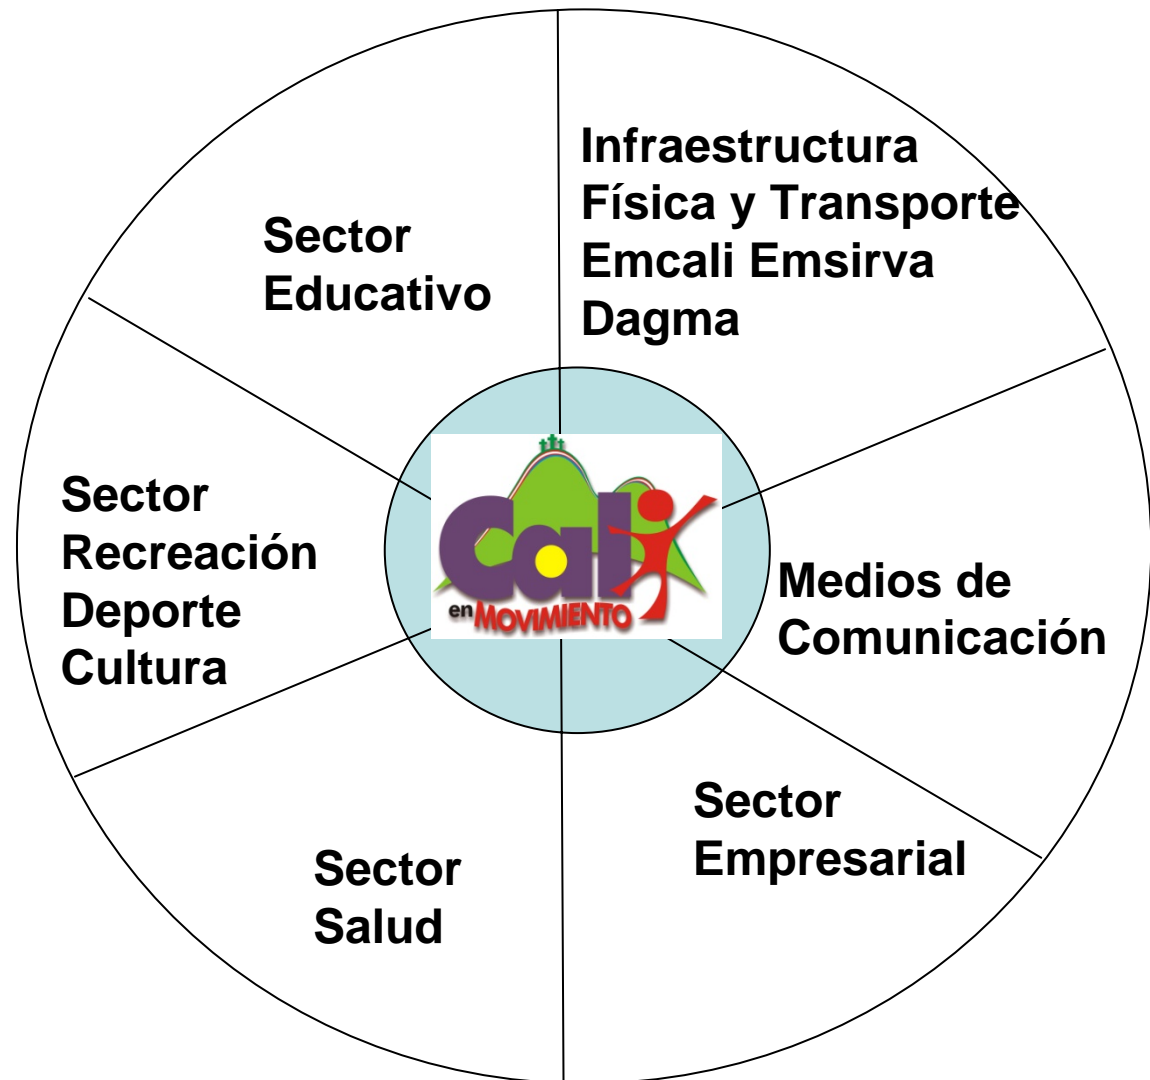 Infraestructura
Física y Transporte
Emcali Emsirva
Dagma
Sector
Educativo
Sector
Recreación
Deporte
Cultura
Cali
en MOVIMIENTO
Medios de
Comunicación
Sector
Empresarial
Sector
Salud